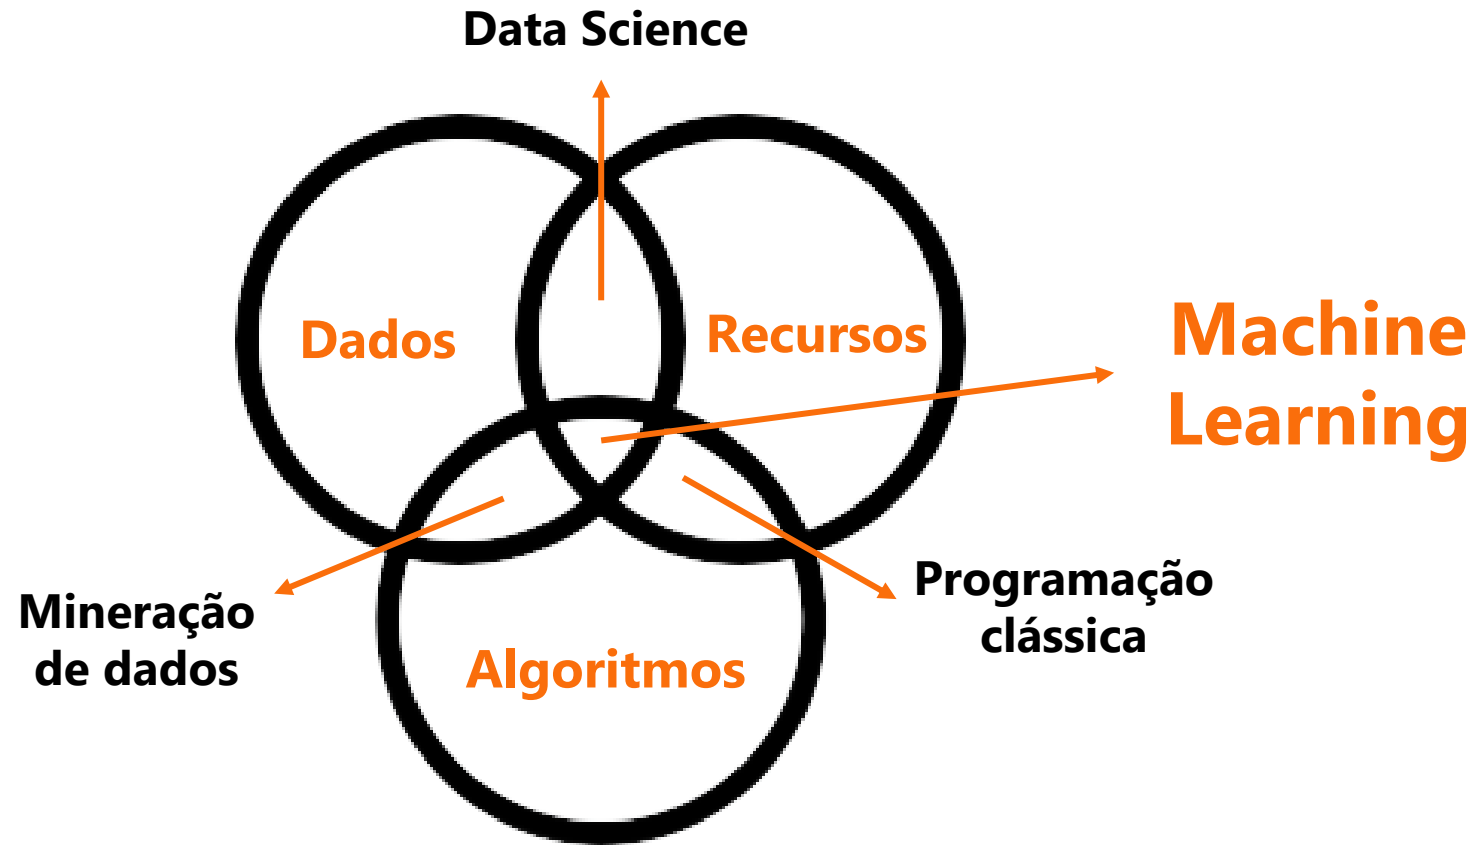 Data Science
Dados
Recursos
Machine
Learning
Mineração
de dados
Programação
clássica
Algoritmos